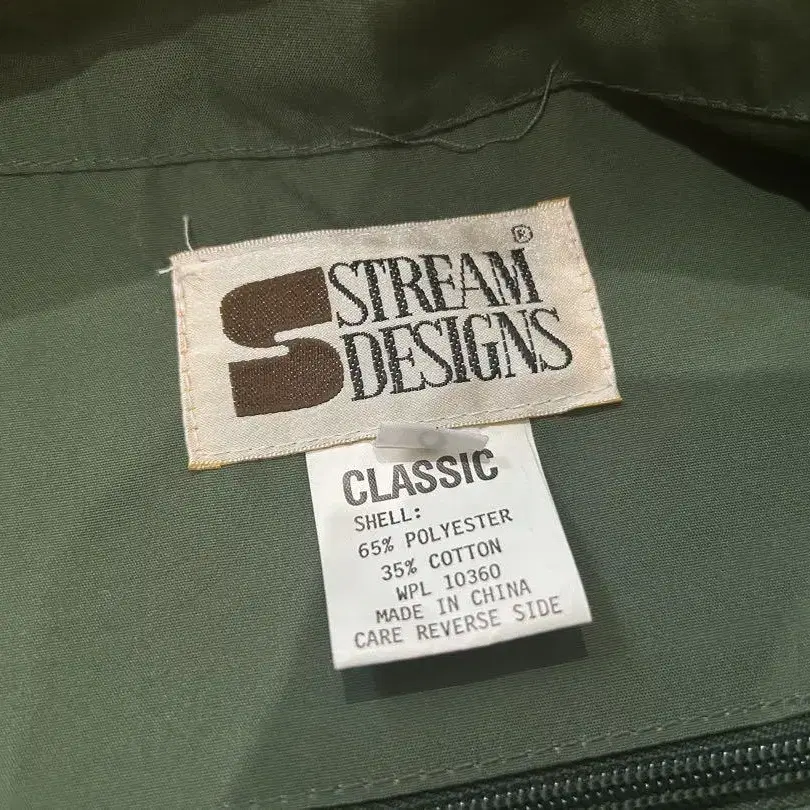 STREAM®
DESIGNS
CLASSIC
SHELL:
65% POLYESTER
35% COTTON
WPL 10360
MADE IN CHINA
CARE REVERSE SIDE